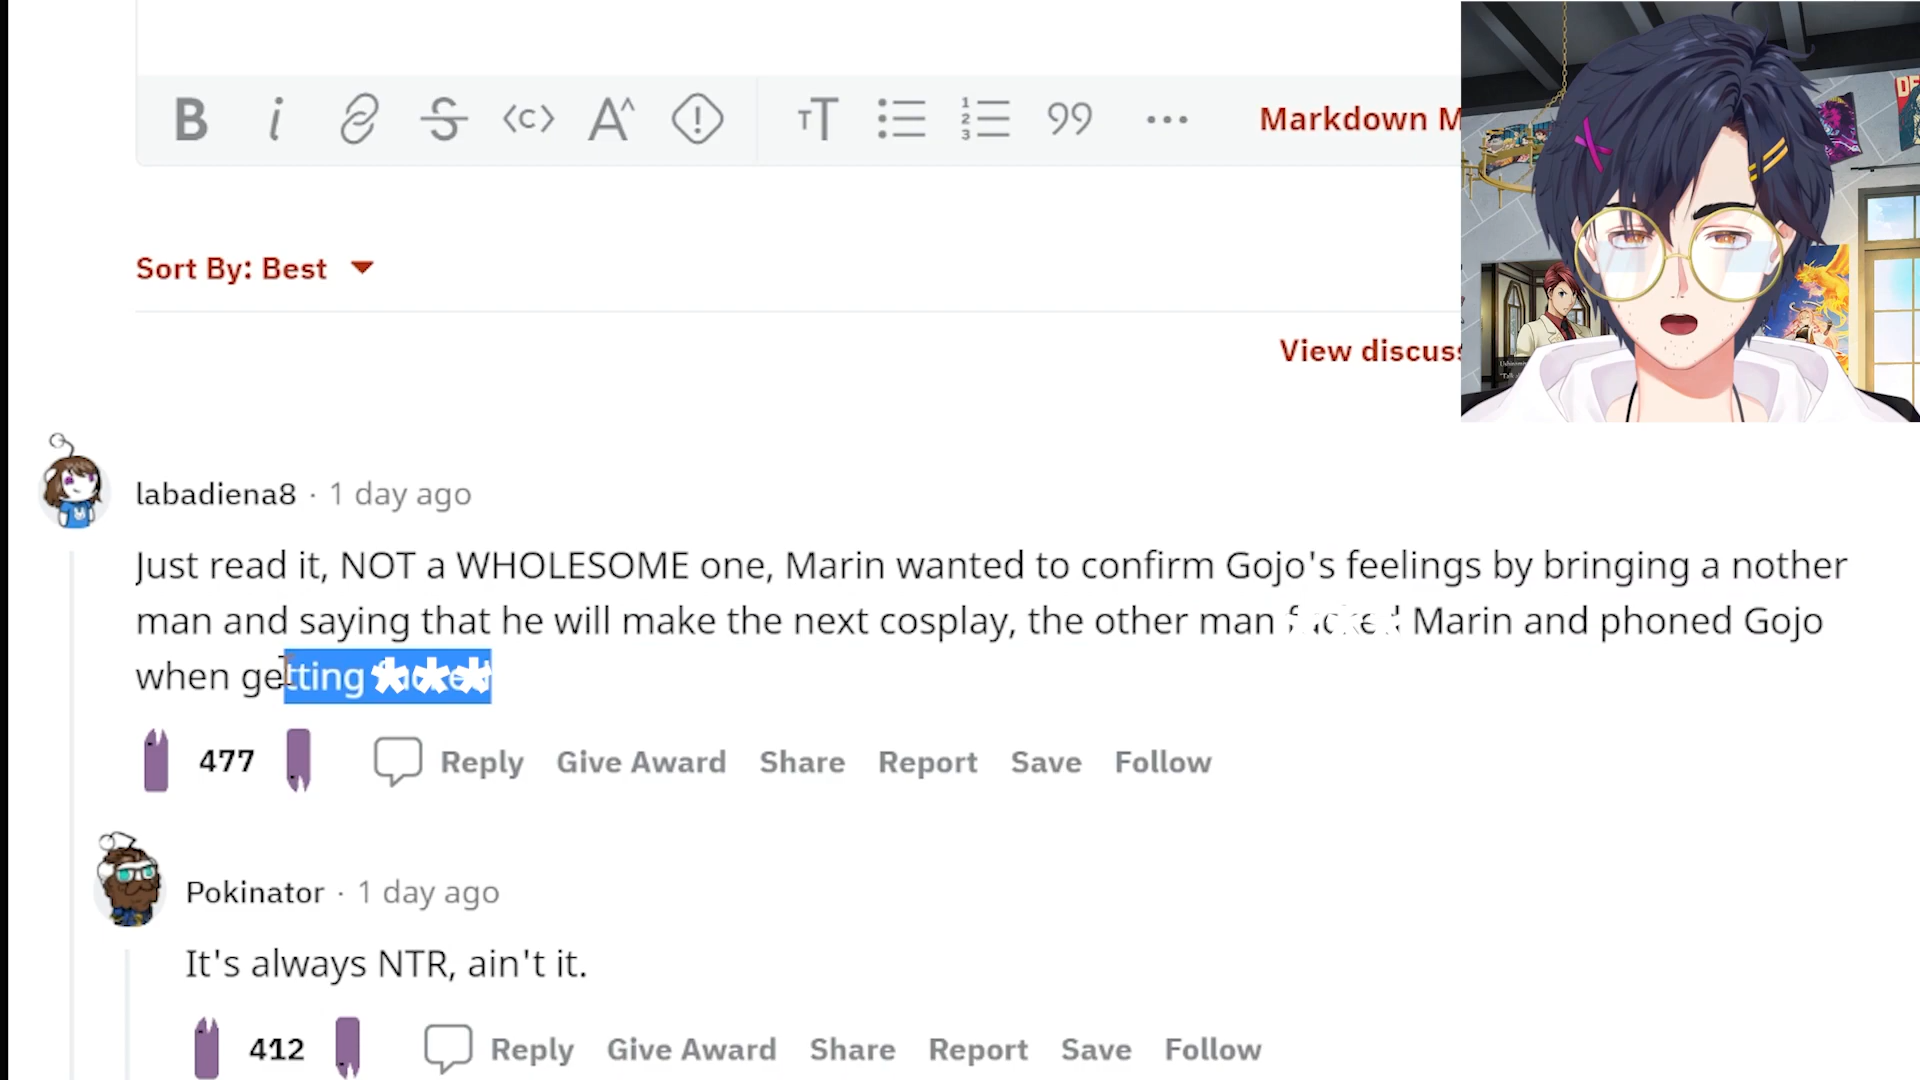 B i <c> A^ TT 123 99 ... Markdown M
Sort By: Best
View discus
labadiena8 · 1 day ago
Just read it, NOT a WHOLESOME one, Marin wanted to confirm Gojo's feelings by bringing a nother
man and saying that he will make the next cosplay, the other man Marin and phoned Gojo
when getting ***
477 Reply Give Award Share Report Save Follow
Pokinator · 1 day ago
It's always NTR, ain't it.
412 Reply Give Award Share Report Save Follow